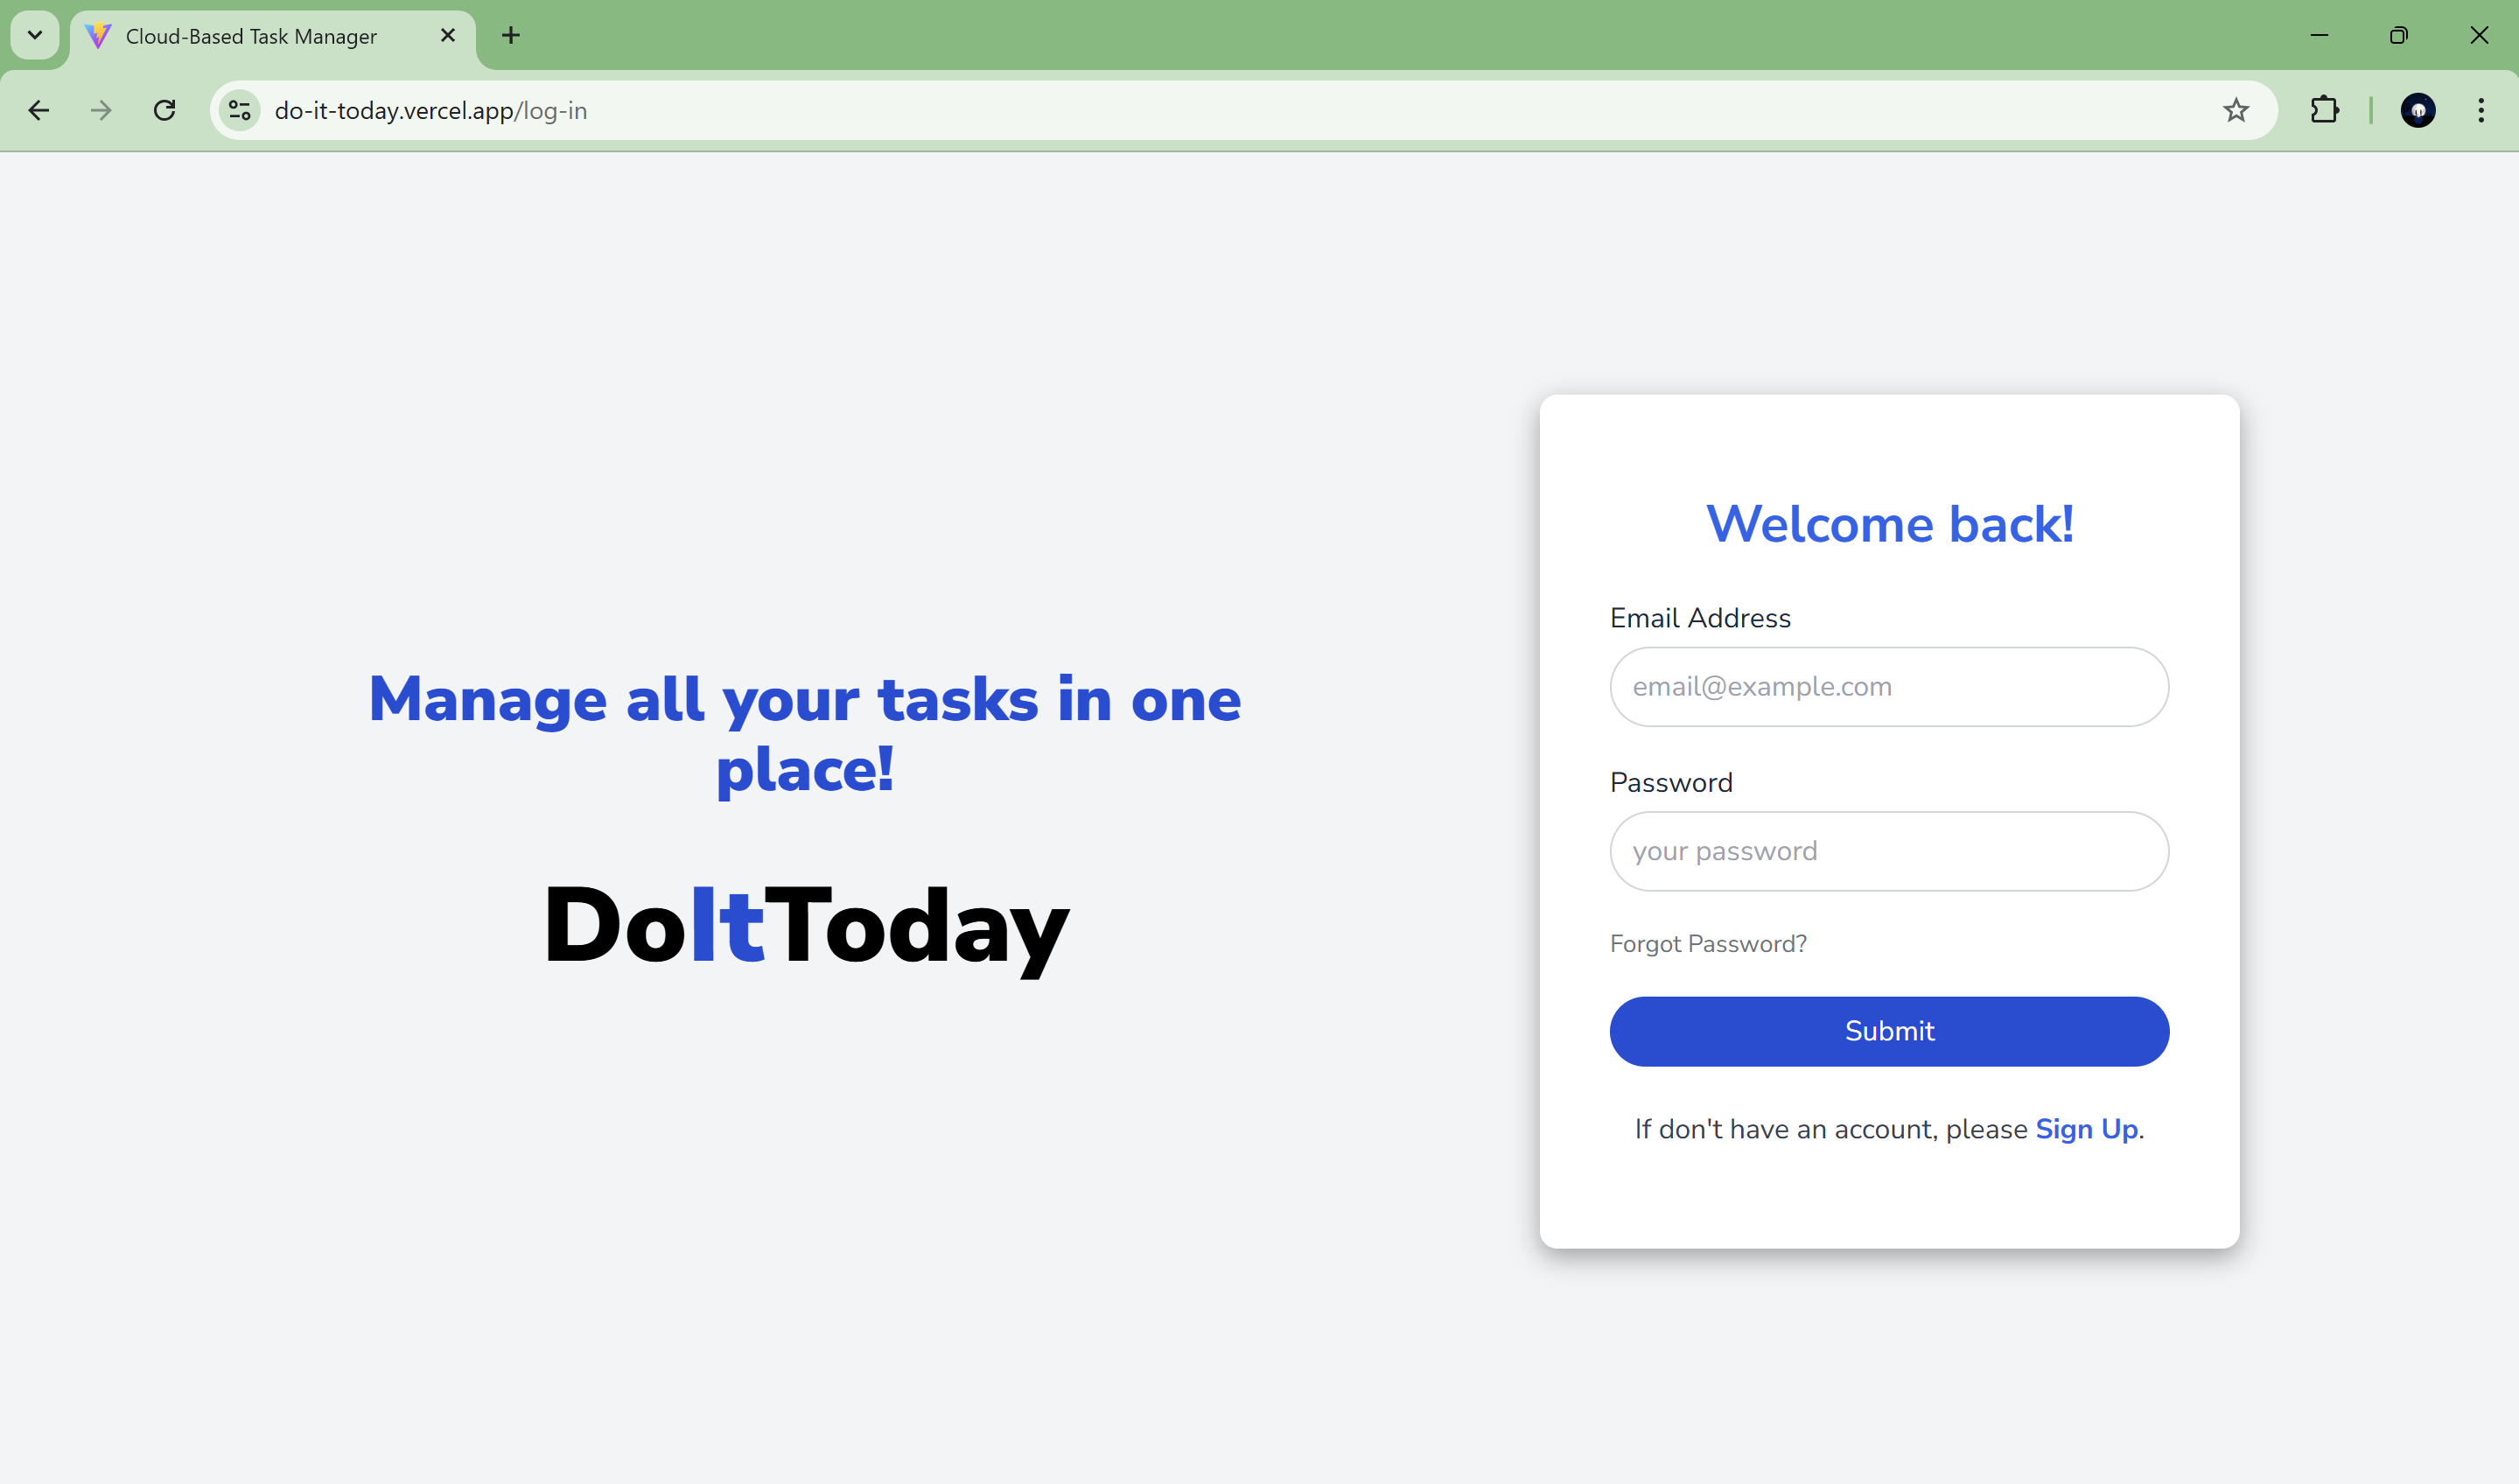 Cloud-Based Task Manager
do-it-today.vercel.app/log-in
Manage all your tasks in one
place!
DoItToday
Welcome back!
Email Address
email@example.com
Password
your password
Forgot Password?
Submit
If don't have an account, please Sign Up.